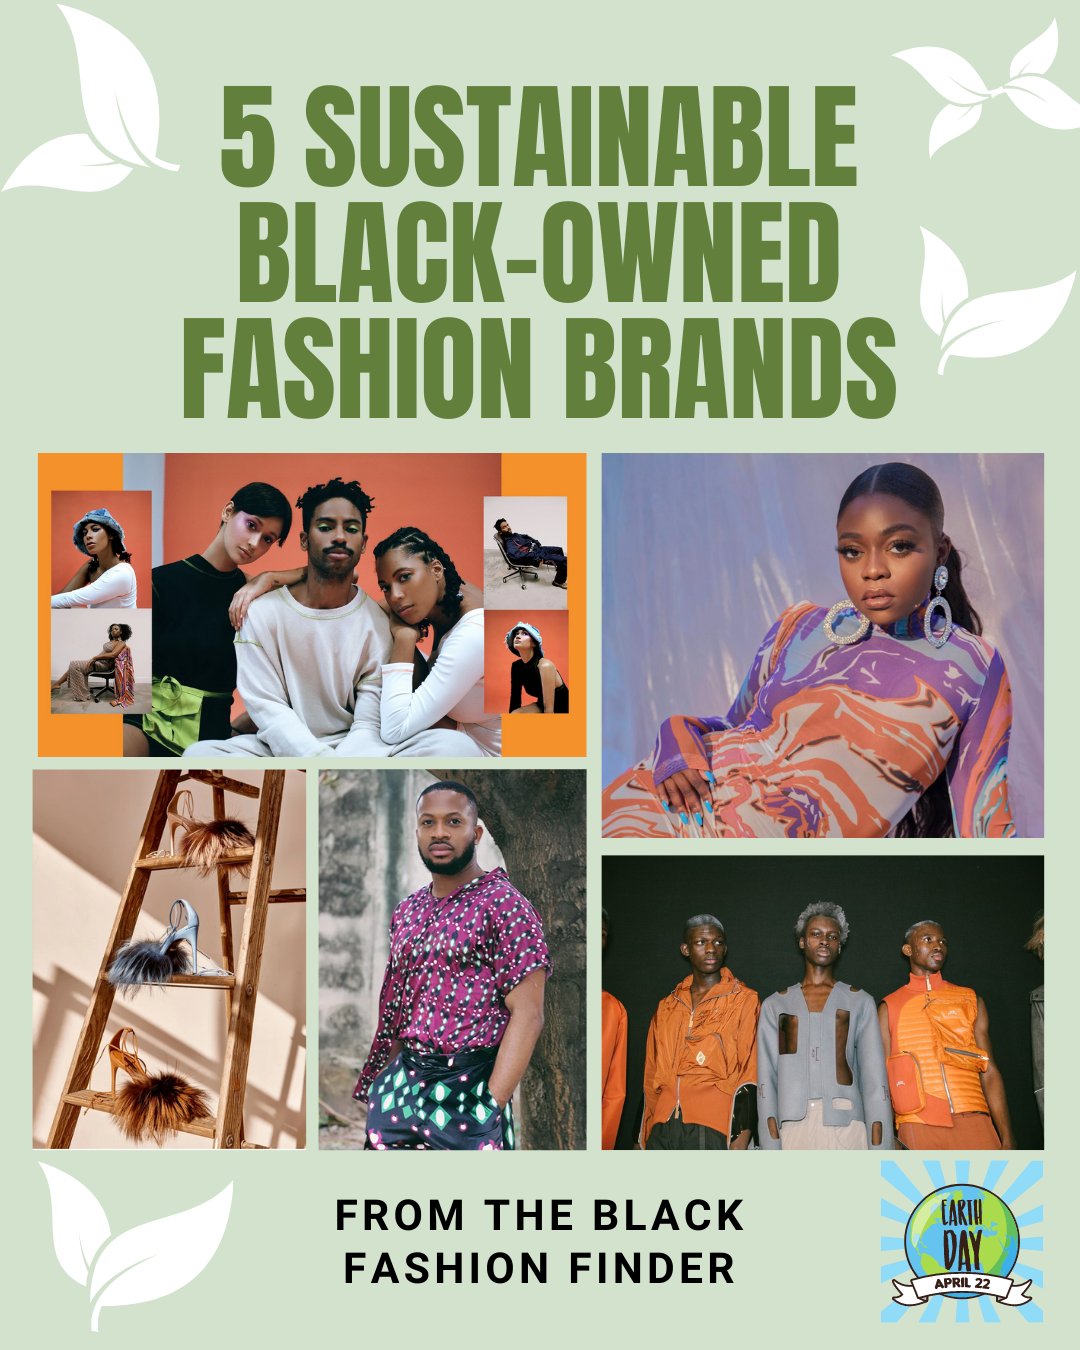 5 SUSTAINABLE
BLACK-OWNED
FASHION BRANDS
FROM THE BLACK
FASHION FINDER
EARTH
DAY
APRIL 22